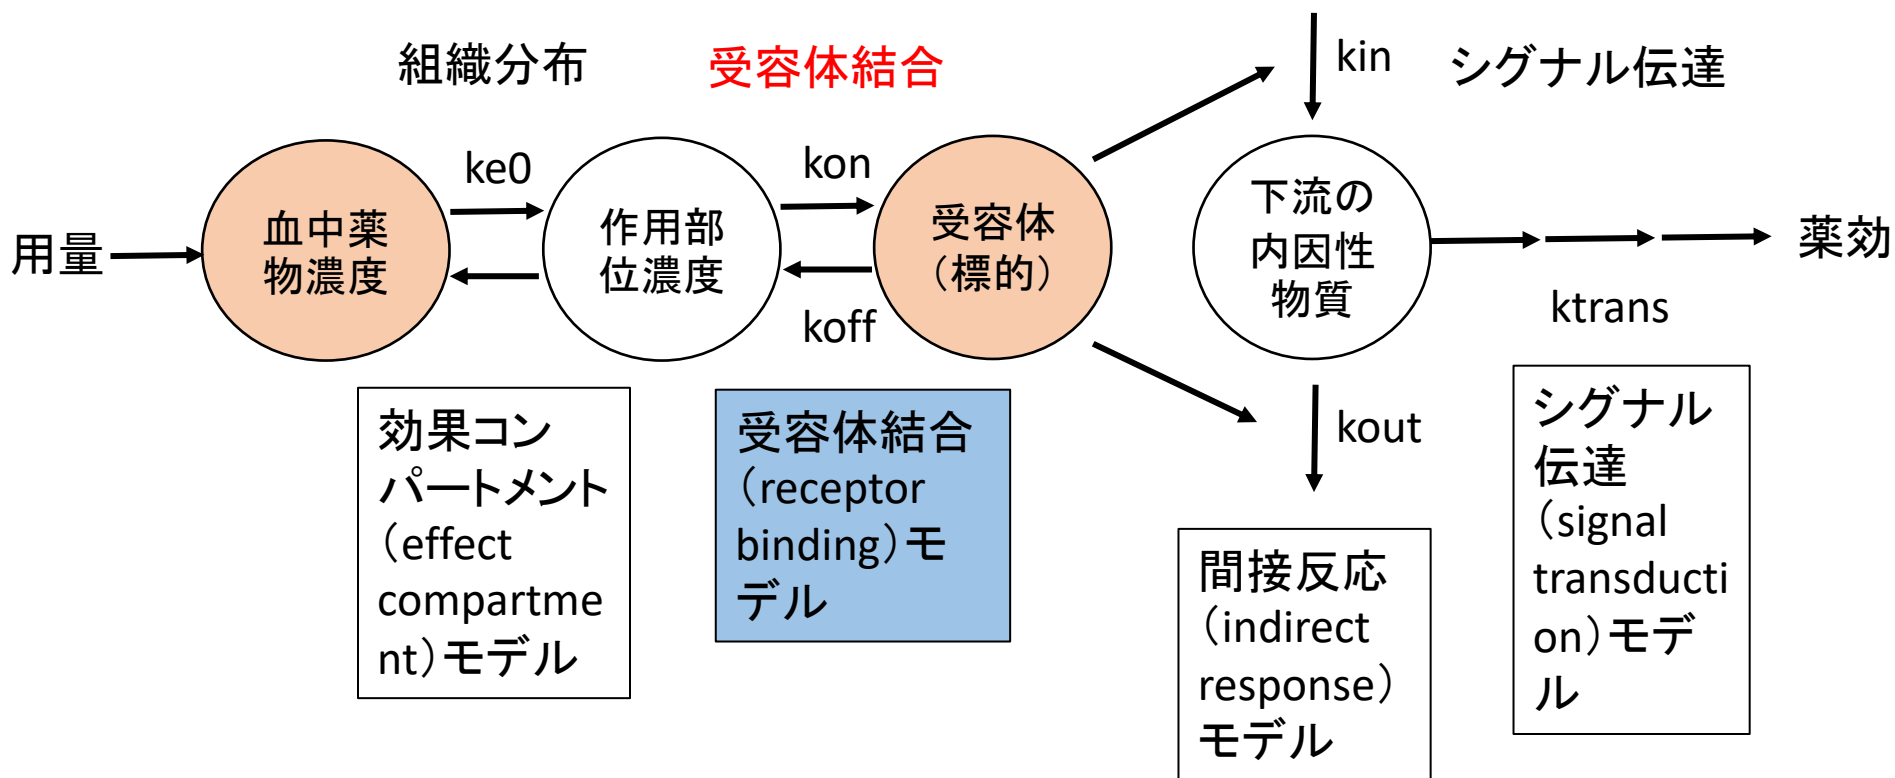 組織分布
受容体結合
kin
シグナル伝達
ke0
kon
用量
血中薬
物濃度
作用部
位濃度
受容体
（標的）
下流の
内因性
物質
薬効
koff
ktrans
kout
効果コン
パートメント
（effect
compartme
nt）モデル
受容体結合
（receptor
binding）モ
デル
間接反応
（indirect
response）
モデル
シグナル
伝達
（signal
transducti
on）モデ
ル